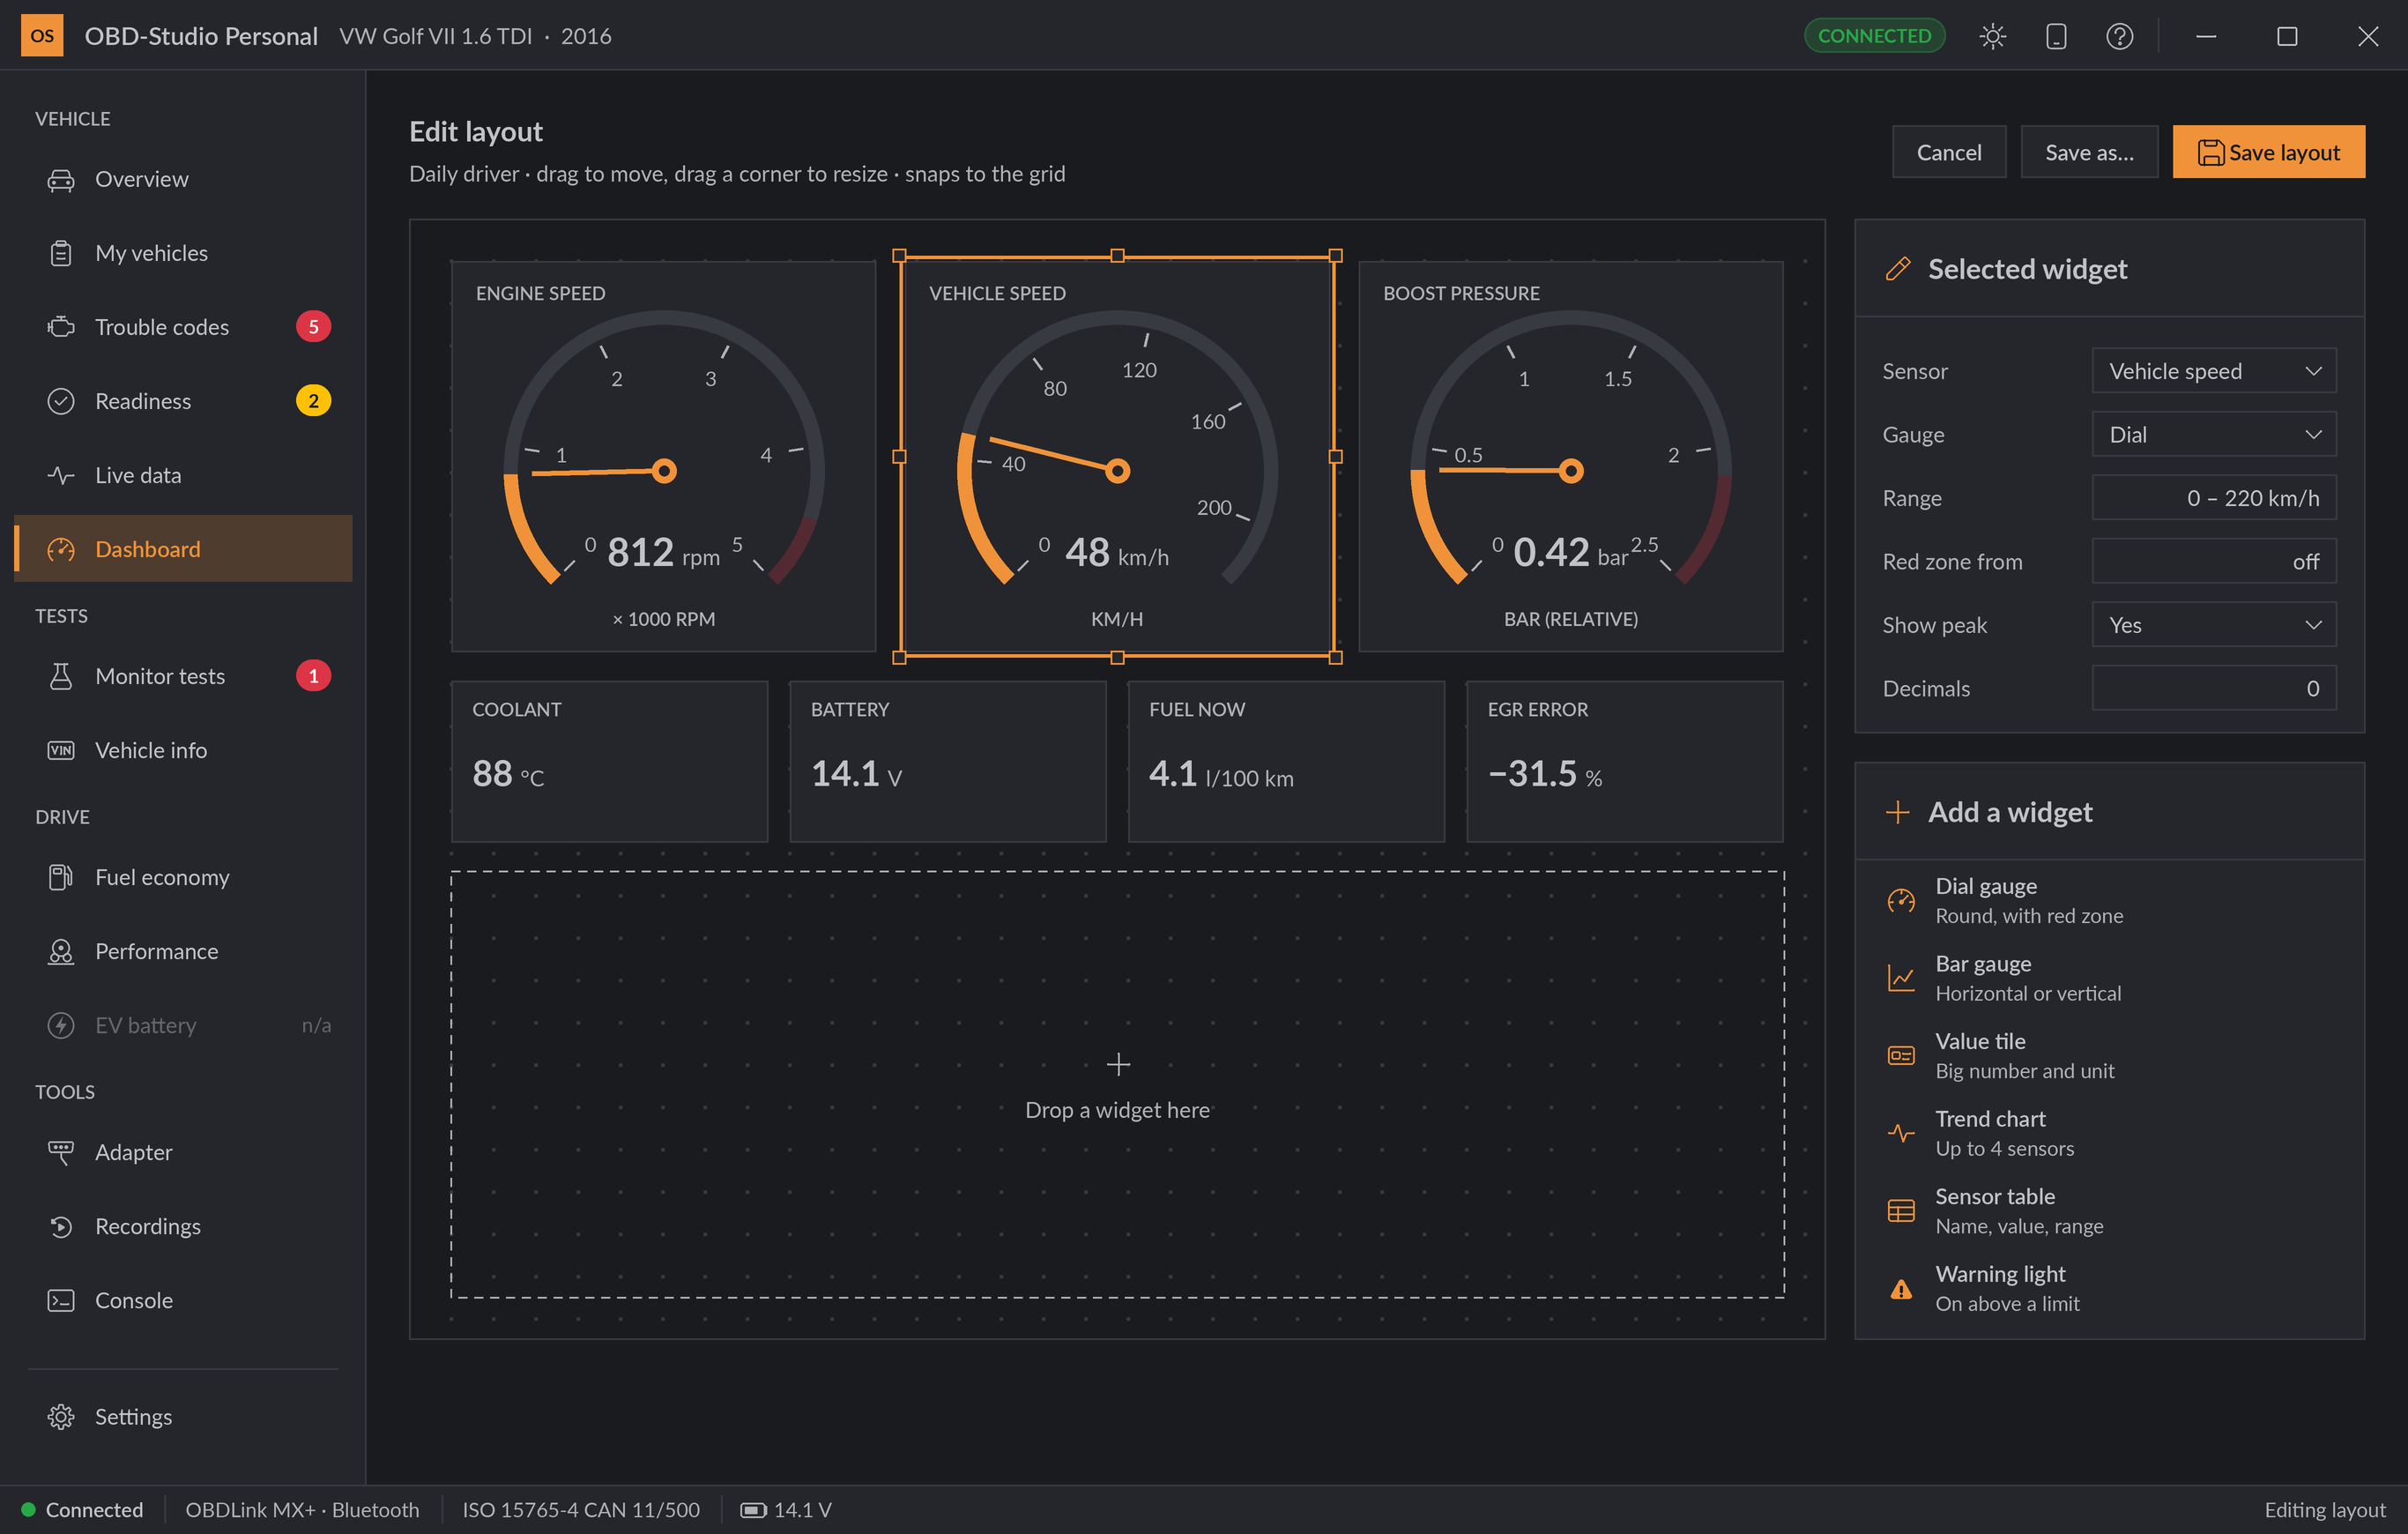 OS
OBD-Studio Personal
VW Golf VII 1.6 TDI · 2016
CONNECTED
VEHICLE
Overview
My vehicles
Trouble codes 5
Readiness 2
Live data
Dashboard
TESTS
Monitor tests 1
VIN Vehicle info
DRIVE
Fuel economy
Performance
EV battery n/a
TOOLS
Adapter
Recordings
Console
Settings
Edit layout
Daily driver · drag to move, drag a corner to resize · snaps to the grid
Cancel
Save as...
Save layout
ENGINE SPEED
2 3
1 4
0 812 rpm 5
× 1000 RPM
VEHICLE SPEED
120
80
160
40
200
0 48 km/h
KM/H
BOOST PRESSURE
1 1.5
0.5 2
0 0.42 bar 2.5
BAR (RELATIVE)
COOLANT
88 °C
BATTERY
14.1 V
FUEL NOW
4.1 l/100 km
EGR ERROR
−31.5 %
Drop a widget here
Selected widget
Sensor Vehicle speed
Gauge Dial
Range 0 – 220 km/h
Red zone from off
Show peak Yes
Decimals 0
Add a widget
Dial gauge
Round, with red zone
Bar gauge
Horizontal or vertical
Value tile
Big number and unit
Trend chart
Up to 4 sensors
Sensor table
Name, value, range
Warning light
On above a limit
Connected
OBDLink MX+ · Bluetooth
ISO 15765-4 CAN 11/500
14.1 V
Editing layout